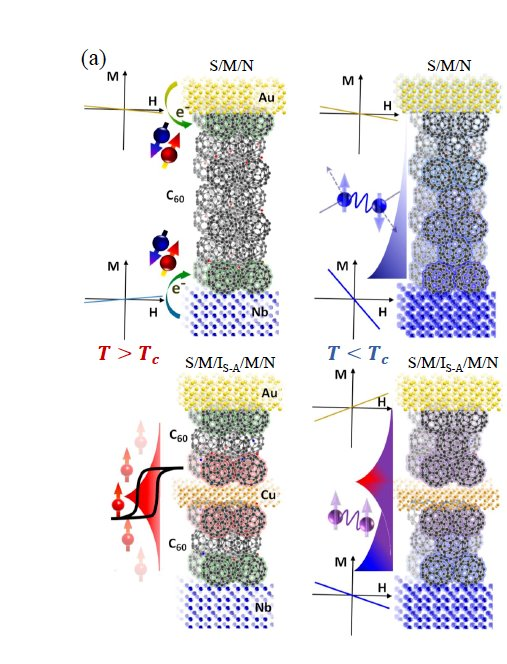 (a)
S/M/N
S/M/N
M
M
Au
H
H
e⁻
C₆₀
M
M
e⁻
H
Nb
H
T > Tc
T < Tc
S/M/I_S-A/M/N
S/M/I_S-A/M/N
Au
M
H
C₆₀
Cu
C₆₀
M
Nb
H